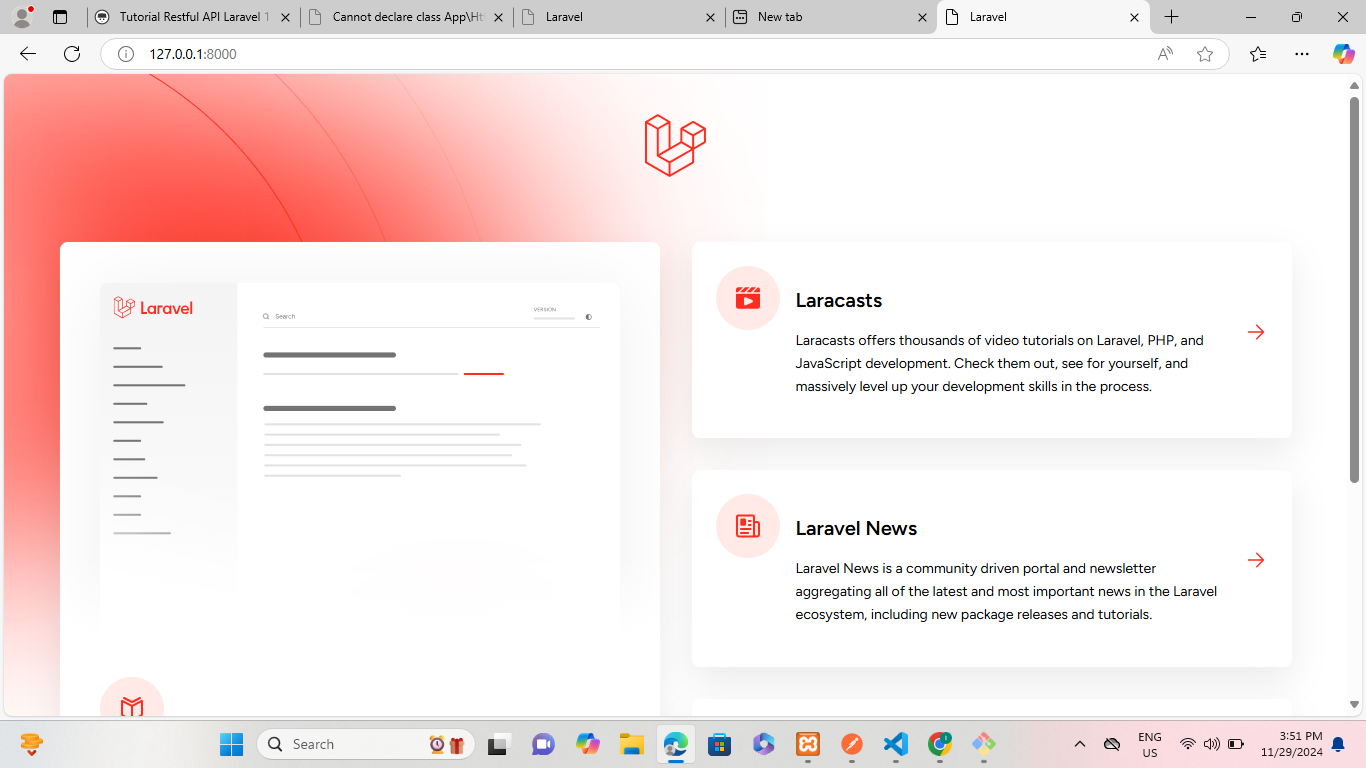 Tutorial Restful API Laravel 1
Cannot declare class App\Ht
Laravel
New tab
Laravel
127.0.0.1:8000
Laravel
Search
VERSION
Laracasts
Laracasts offers thousands of video tutorials on Laravel, PHP, and
JavaScript development. Check them out, see for yourself, and
massively level up your development skills in the process.
Laravel News
Laravel News is a community driven portal and newsletter
aggregating all of the latest and most important news in the Laravel
ecosystem, including new package releases and tutorials.
Search
ENG
US
3:51 PM
11/29/2024